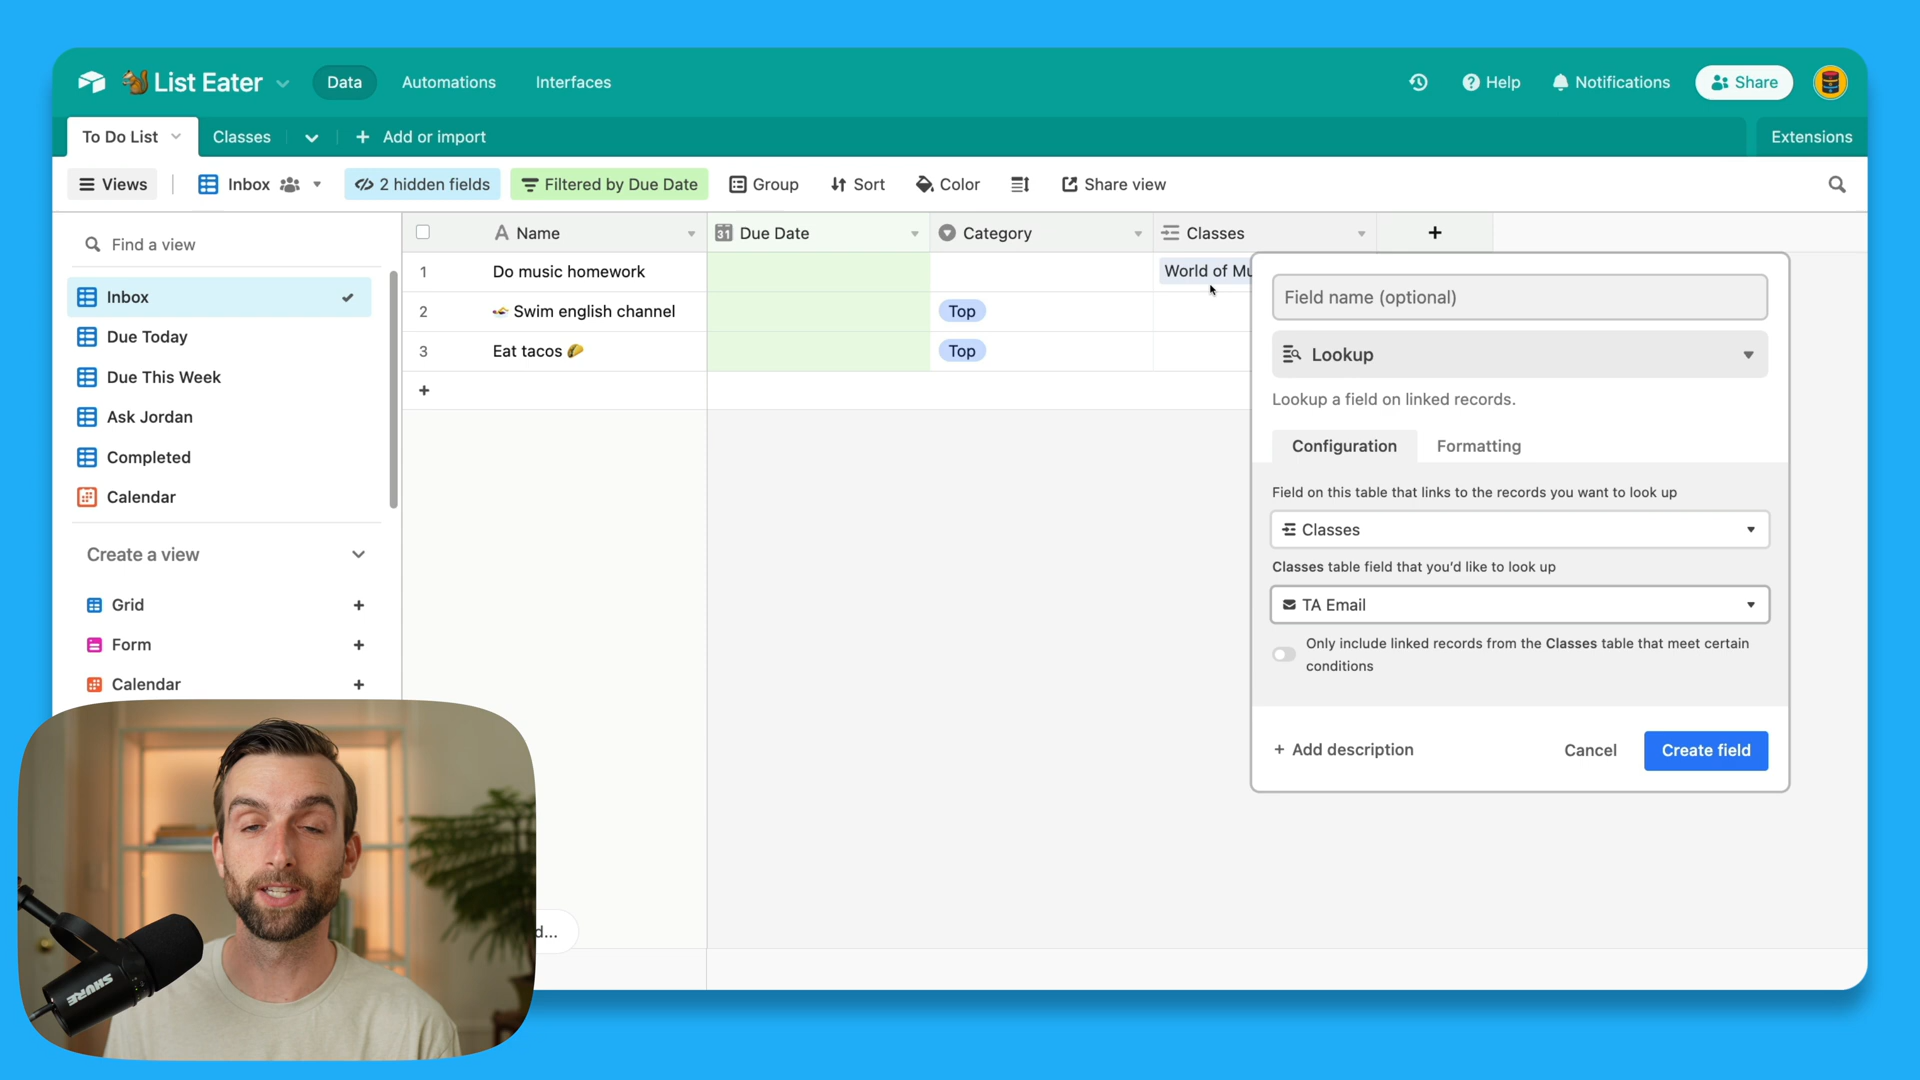 List Eater
Data
Automations
Interfaces
Help
Notifications
Share
To Do List
Classes
+ Add or import
Extensions
Views
Inbox
2 hidden fields
Filtered by Due Date
Group
Sort
Color
Share view
Find a view
Inbox
Due Today
Due This Week
Ask Jordan
Completed
Calendar
Create a view
Grid +
Form +
Calendar +
Name
31 Due Date
Category
Classes
+
1 Do music homework World of Mu
2 Swim english channel Top
3 Eat tacos Top
+
d...
Field name (optional)
Lookup
Lookup a field on linked records.
Configuration
Formatting
Field on this table that links to the records you want to look up
Classes
Classes table field that you'd like to look up
TA Email
Only include linked records from the Classes table that meet certain
conditions
+ Add description
Cancel
Create field
SHURE